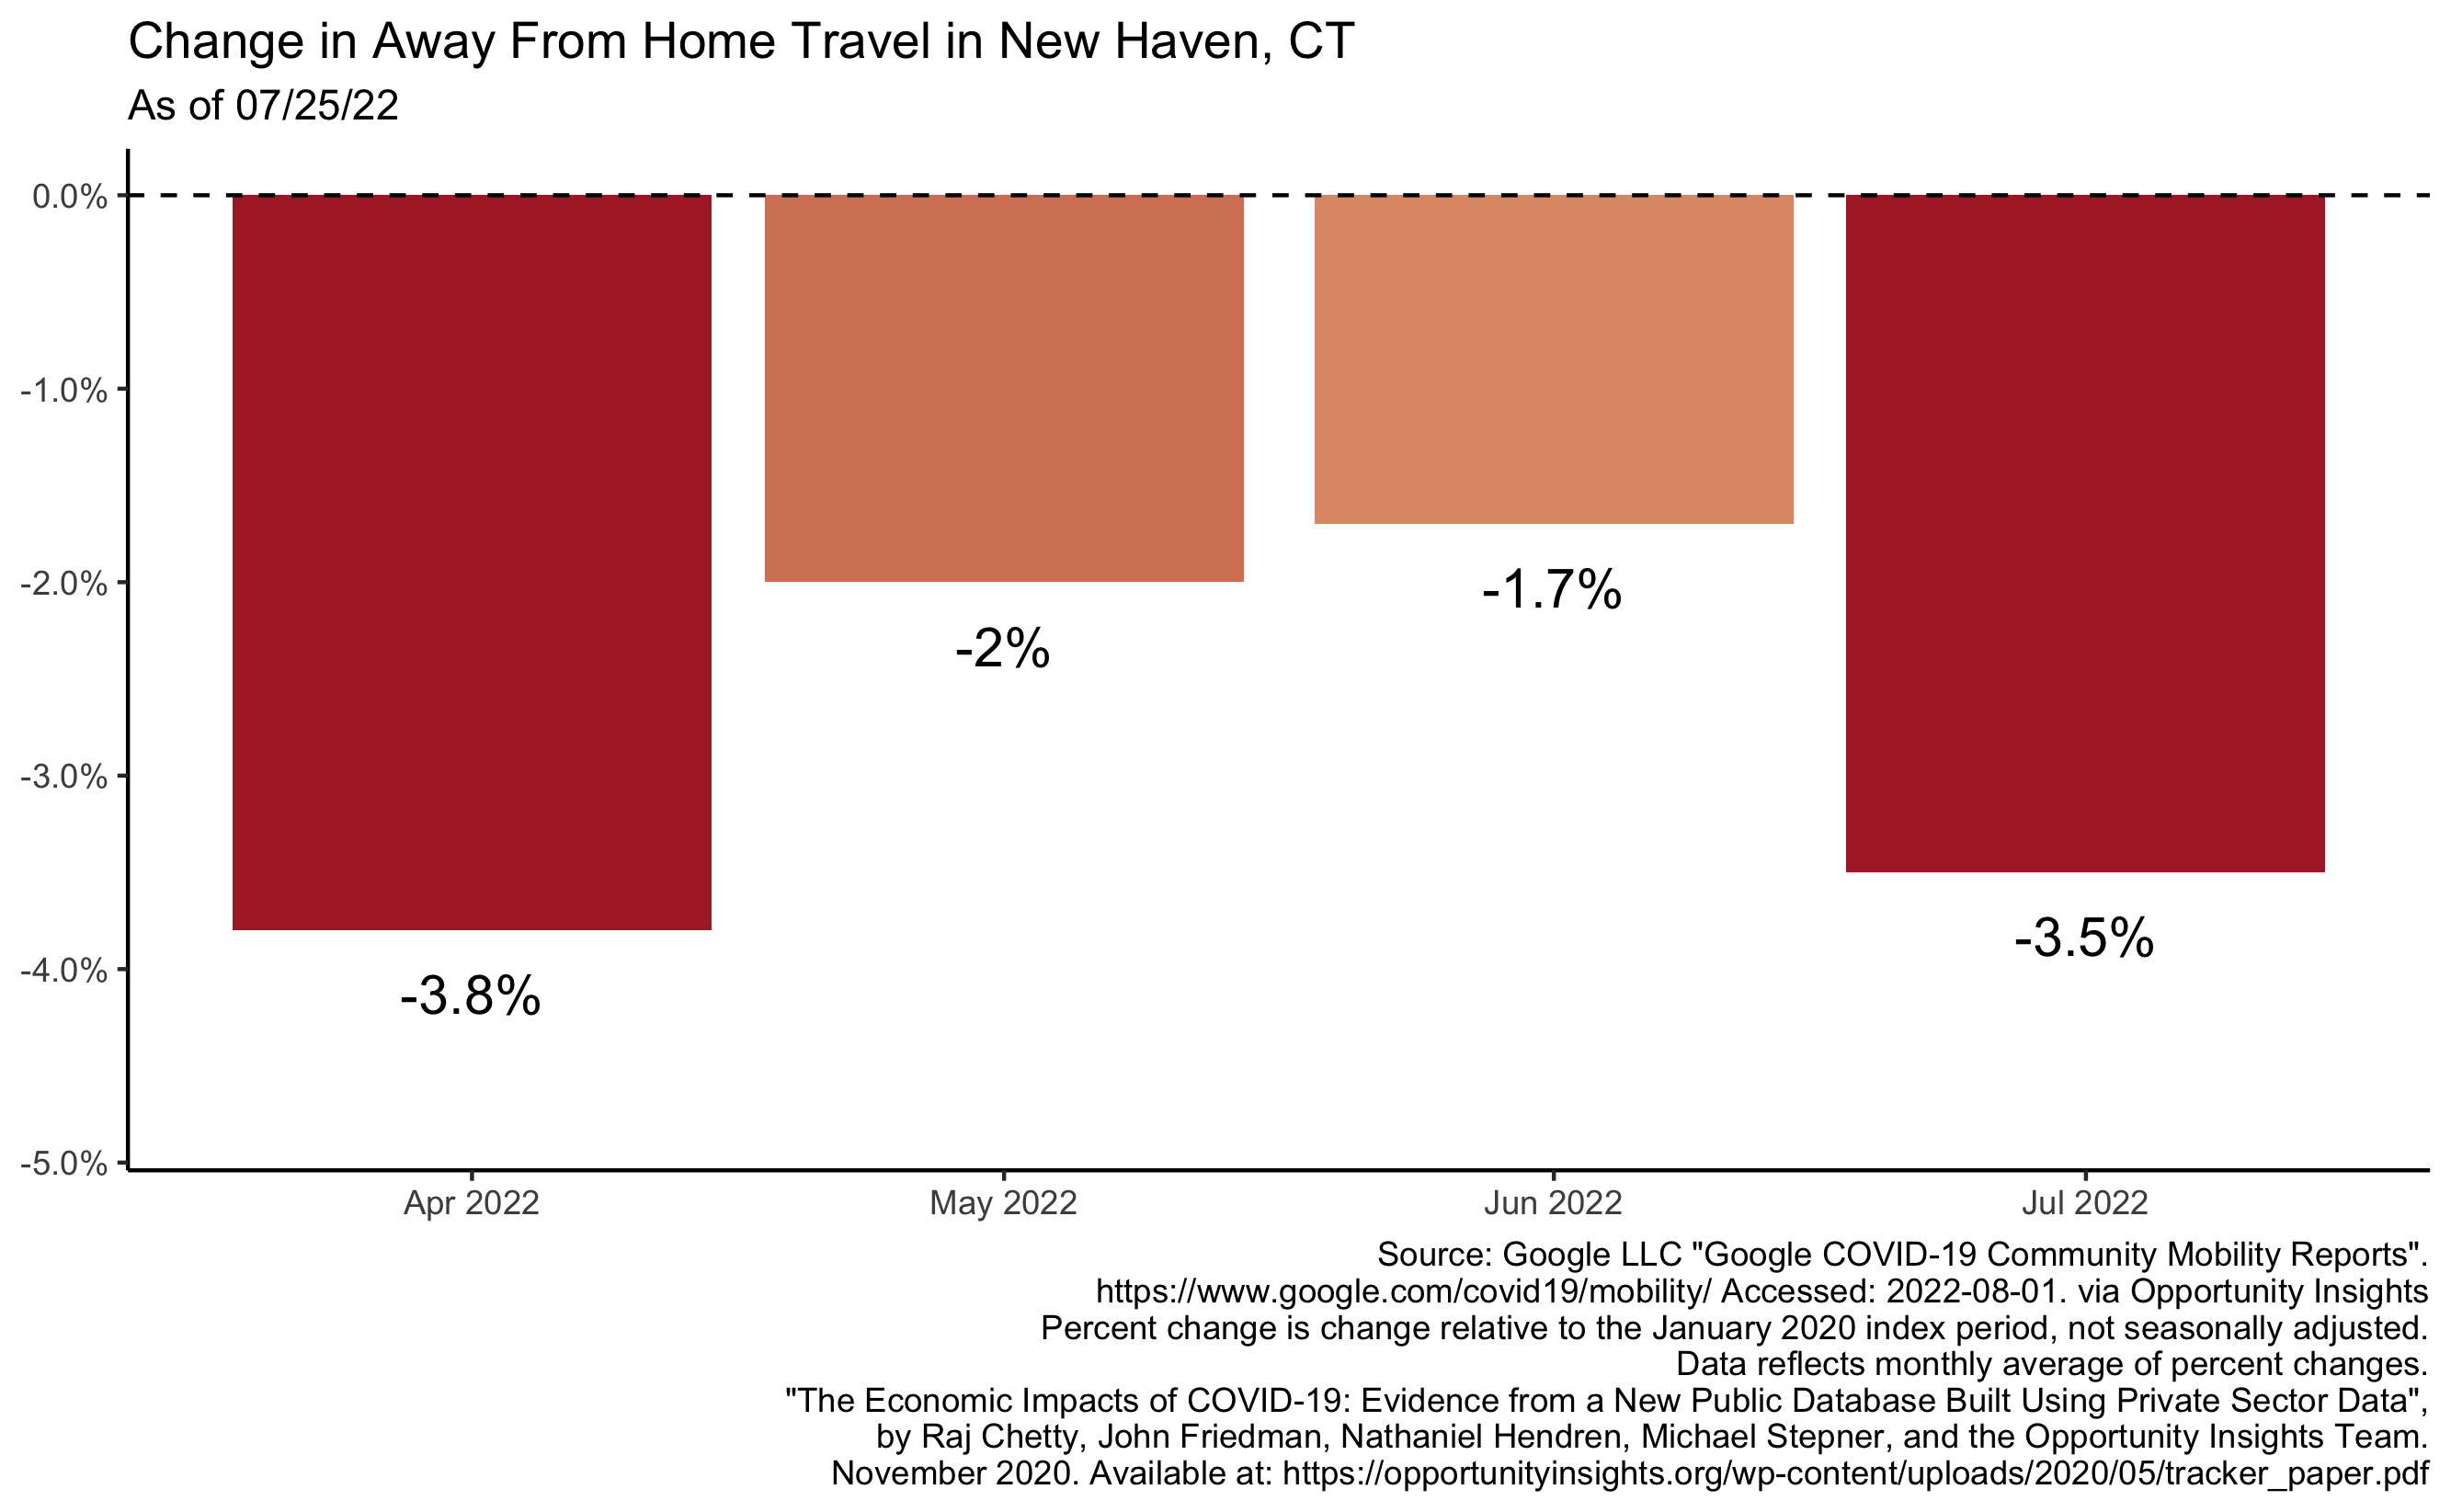 Change in Away From Home Travel in New Haven, CT
As of 07/25/22
0.0%
-1.0%
-2.0%
-3.0%
-4.0%
-5.0%
-3.8%
-2%
-1.7%
-3.5%
Apr 2022
May 2022
Jun 2022
Jul 2022
Source: Google LLC "Google COVID-19 Community Mobility Reports".
https://www.google.com/covid19/mobility/ Accessed: 2022-08-01. via Opportunity Insights
Percent change is change relative to the January 2020 index period, not seasonally adjusted.
Data reflects monthly average of percent changes.
"The Economic Impacts of COVID-19: Evidence from a New Public Database Built Using Private Sector Data",
by Raj Chetty, John Friedman, Nathaniel Hendren, Michael Stepner, and the Opportunity Insights Team.
November 2020. Available at: https://opportunityinsights.org/wp-content/uploads/2020/05/tracker_paper.pdf